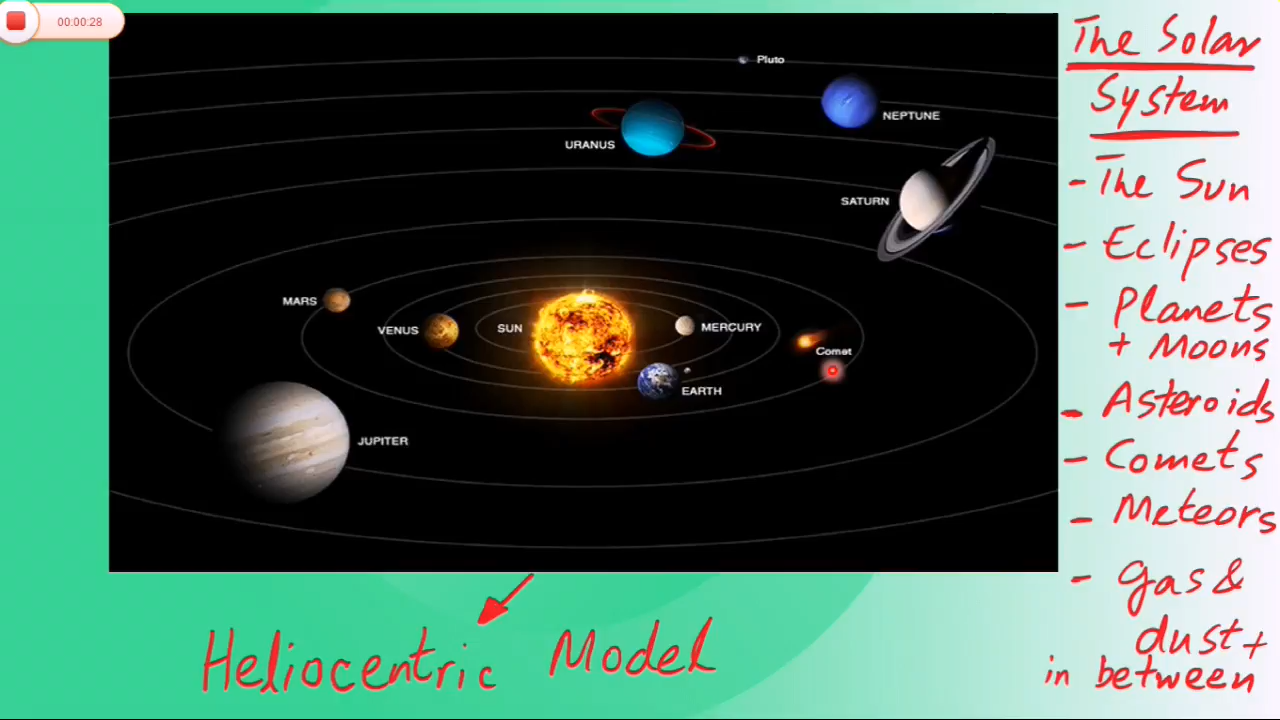 00:00:28
Pluto
NEPTUNE
URANUS
SATURN
MARS
VENUS
SUN
MERCURY
Comet
EARTH
JUPITER
Heliocentric Model
The Solar
System
- The Sun
- Eclipses
- Planets
+ Moons
- Asteroids
- Comets
- Meteors
- Gas &
dust +
in between